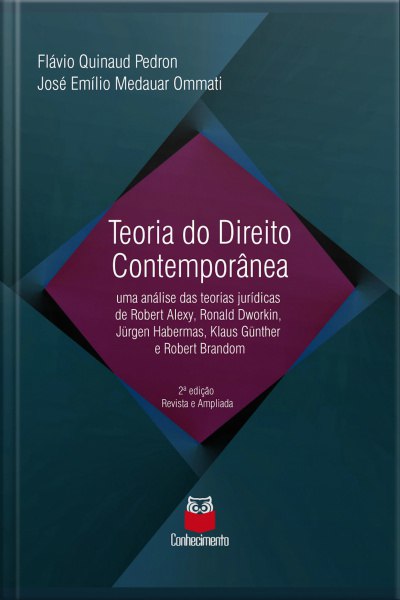 Flávio Quinaud Pedron
José Emílio Medauar Ommati
Teoria do Direito
Contemporânea
uma análise das teorias jurídicas
de Robert Alexy, Ronald Dworkin,
Jürgen Habermas, Klaus Günther
e Robert Brandom
2ª edição
Revista e Ampliada
Conhecimento